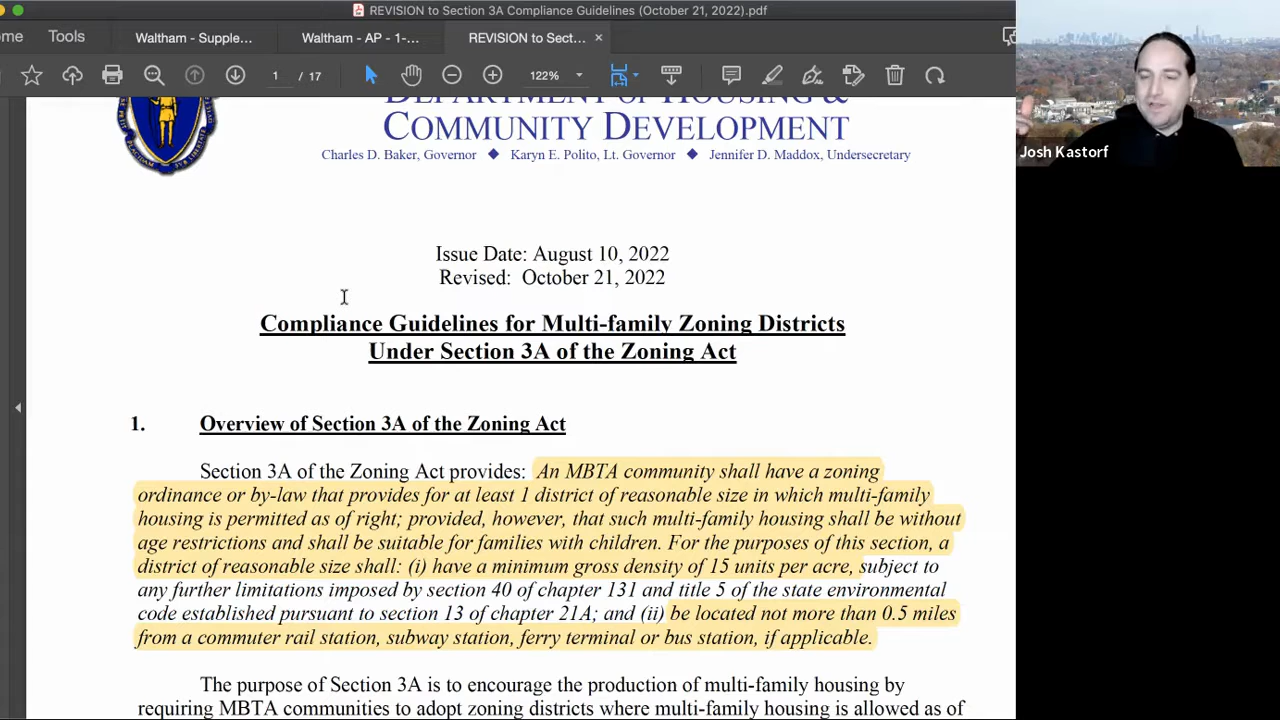 REVISION to Section 3A Compliance Guidelines (October 21, 2022).pdf
me Tools Waltham - Supple... Waltham - AP - 1-... REVISION to Sect... ×
1 / 17 122%
DEPARTMENT OF HOUSING &
COMMUNITY DEVELOPMENT
Charles D. Baker, Governor ◆ Karyn E. Polito, Lt. Governor ◆ Jennifer D. Maddox, Undersecretary
Josh Kastorf
Issue Date: August 10, 2022
Revised: October 21, 2022
Compliance Guidelines for Multi-family Zoning Districts
Under Section 3A of the Zoning Act
1. Overview of Section 3A of the Zoning Act
Section 3A of the Zoning Act provides: An MBTA community shall have a zoning
ordinance or by-law that provides for at least 1 district of reasonable size in which multi-family
housing is permitted as of right; provided, however, that such multi-family housing shall be without
age restrictions and shall be suitable for families with children. For the purposes of this section, a
district of reasonable size shall: (i) have a minimum gross density of 15 units per acre, subject to
any further limitations imposed by section 40 of chapter 131 and title 5 of the state environmental
code established pursuant to section 13 of chapter 21A; and (ii) be located not more than 0.5 miles
from a commuter rail station, subway station, ferry terminal or bus station, if applicable.
The purpose of Section 3A is to encourage the production of multi-family housing by
requiring MBTA communities to adopt zoning districts where multi-family housing is allowed as of